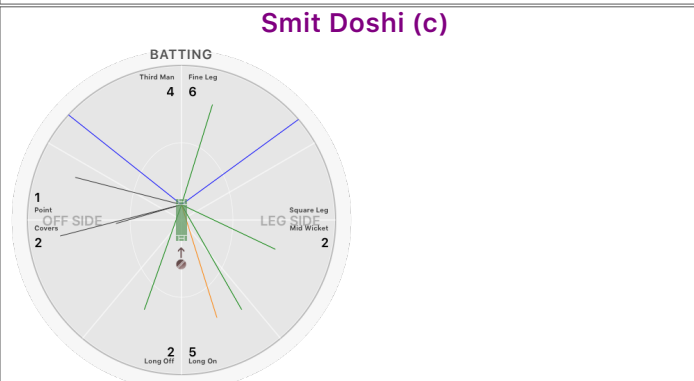 Smit Doshi (c)
BATTING
Third Man Fine Leg
4 6
1
Point Square Leg
OFF SIDE LEG SIDE
Covers Mid Wicket
2 2
2 5
Long Off Long On